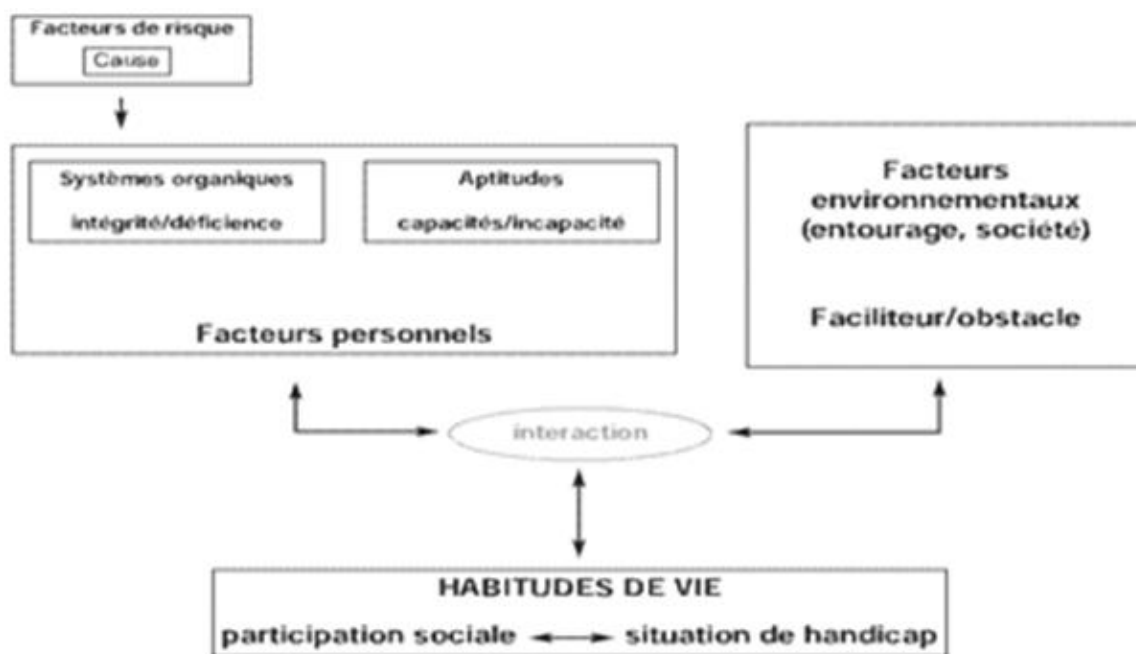 Facteurs de risque
Cause
Systèmes organiques
intégrité/déficience
Aptitudes
capacités/incapacité
Facteurs personnels
Facteurs
environnementaux
(entourage, société)
Faciliteur/obstacle
interaction
HABITUDES DE VIE
participation sociale situation de handicap